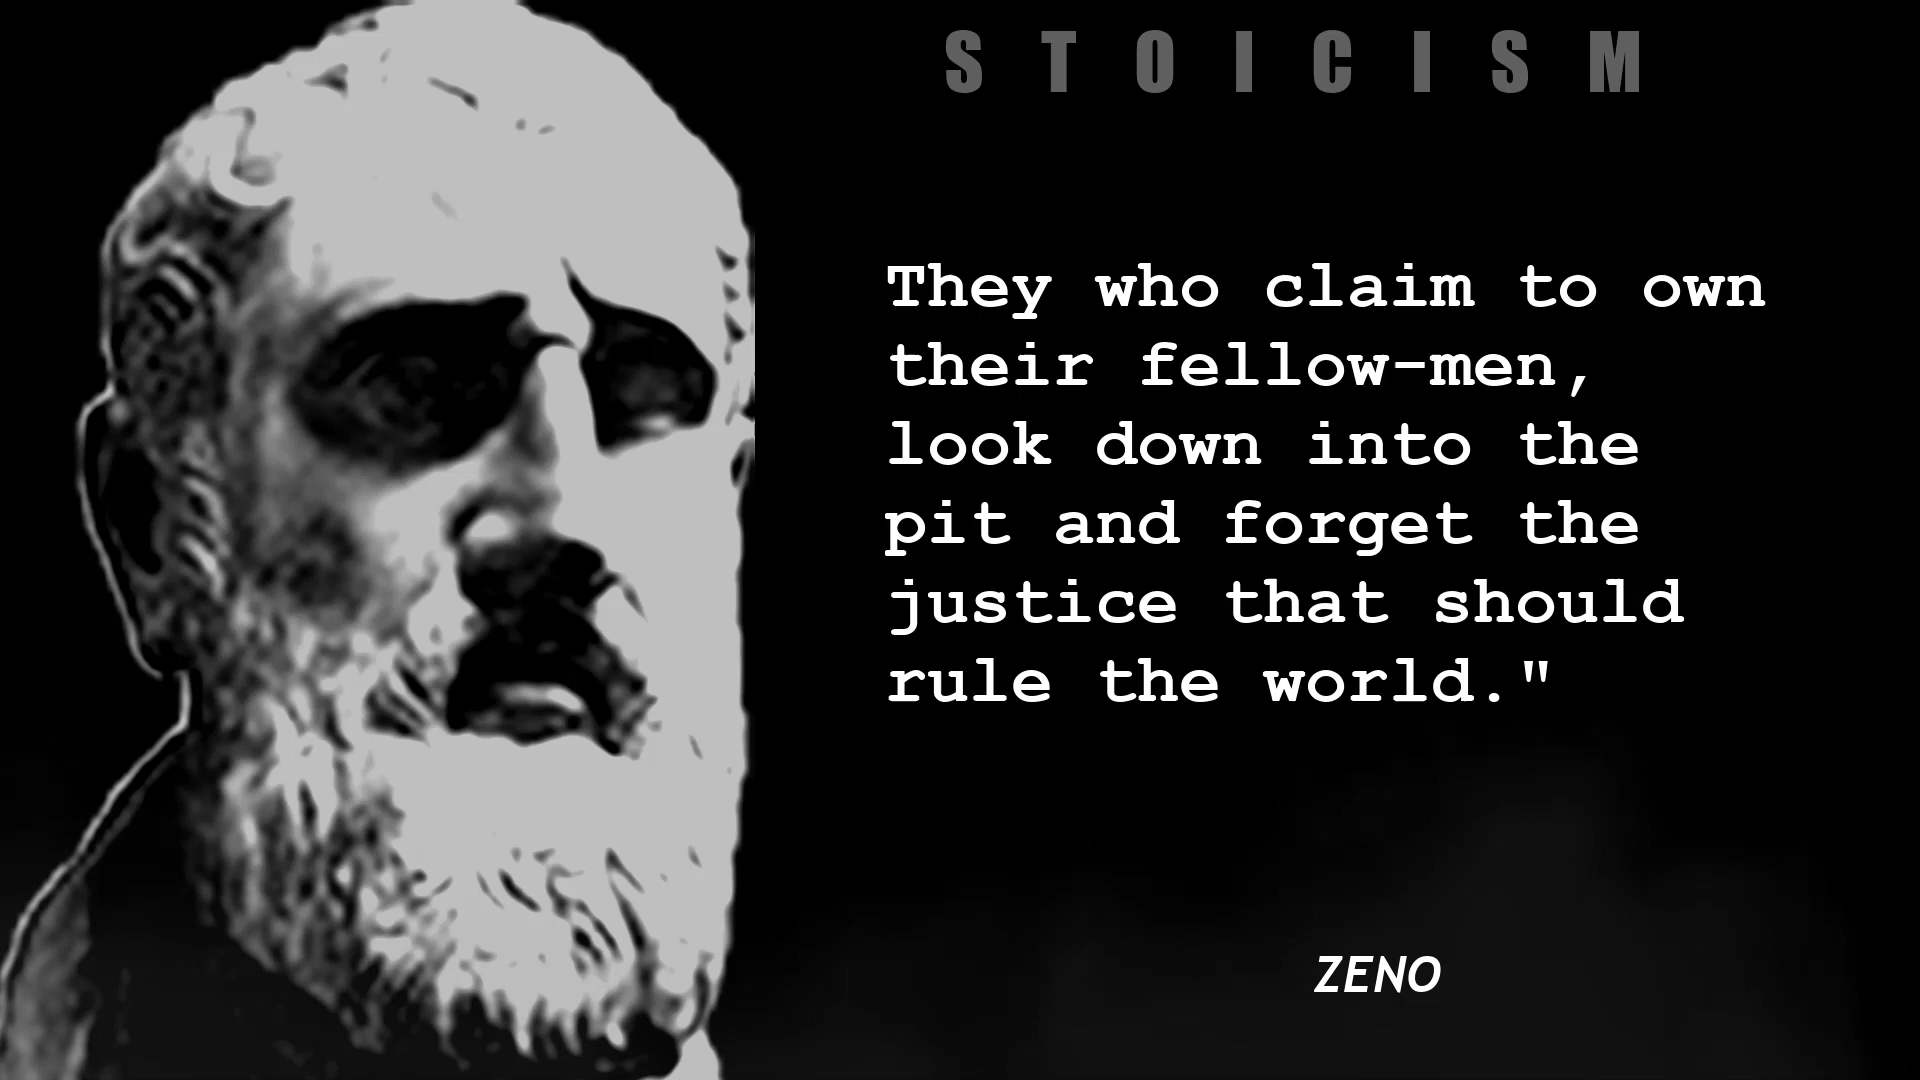 STOICISM
They who claim to own
their fellow-men,
look down into the
pit and forget the
justice that should
rule the world."
ZENO